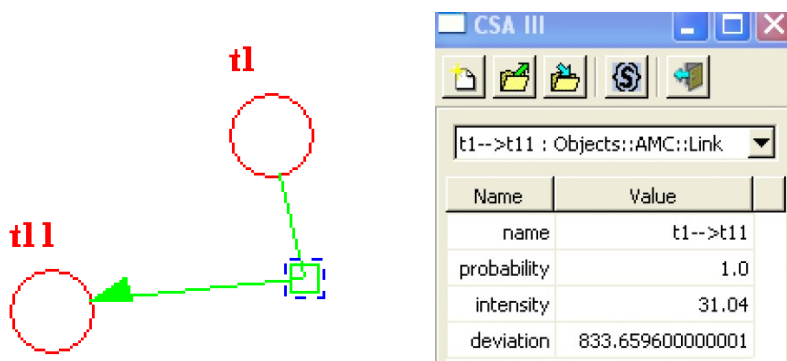 t1
t11
CSA III
t1-->t11 : Objects::AMC::Link
Name Value
name t1-->t11
probability 1.0
intensity 31.04
deviation 833.659600000001